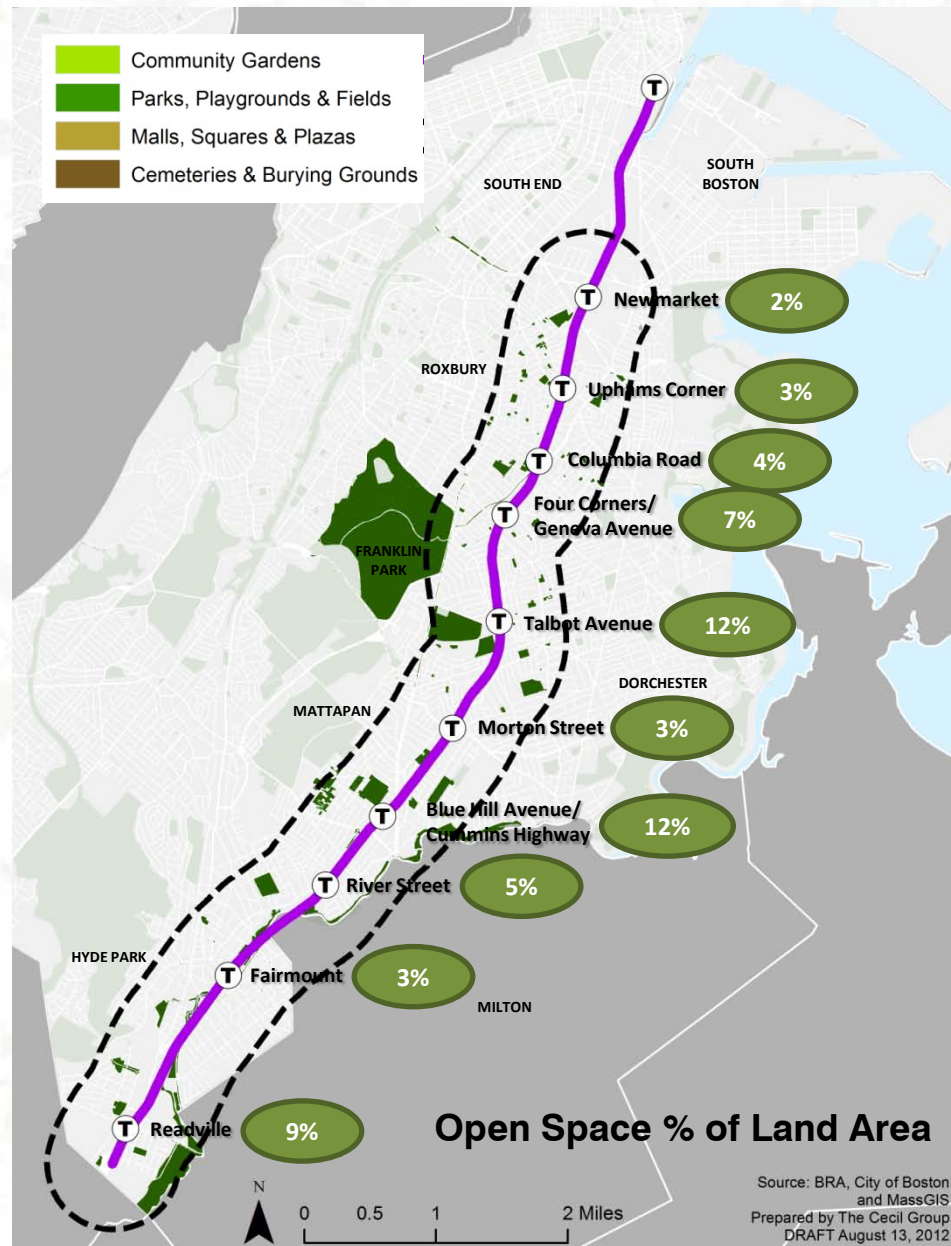 Community Gardens
Parks, Playgrounds & Fields
Malls, Squares & Plazas
Cemeteries & Burying Grounds
T
SOUTH END
SOUTH
BOSTON
T Newmarket 2%
ROXBURY
T Uphams Corner 3%
T Columbia Road 4%
T Four Corners/
Geneva Avenue 7%
FRANKLIN
PARK
T Talbot Avenue 12%
DORCHESTER
MATTAPAN
T Morton Street 3%
T Blue Hill Avenue/
Cummins Highway 12%
T River Street 5%
HYDE PARK
T Fairmount 3%
MILTON
T Readville 9%
Open Space % of Land Area
N
0 0.5 1 2 Miles
Source: BRA, City of Boston
and MassGIS
Prepared by The Cecil Group
DRAFT August 13, 2012